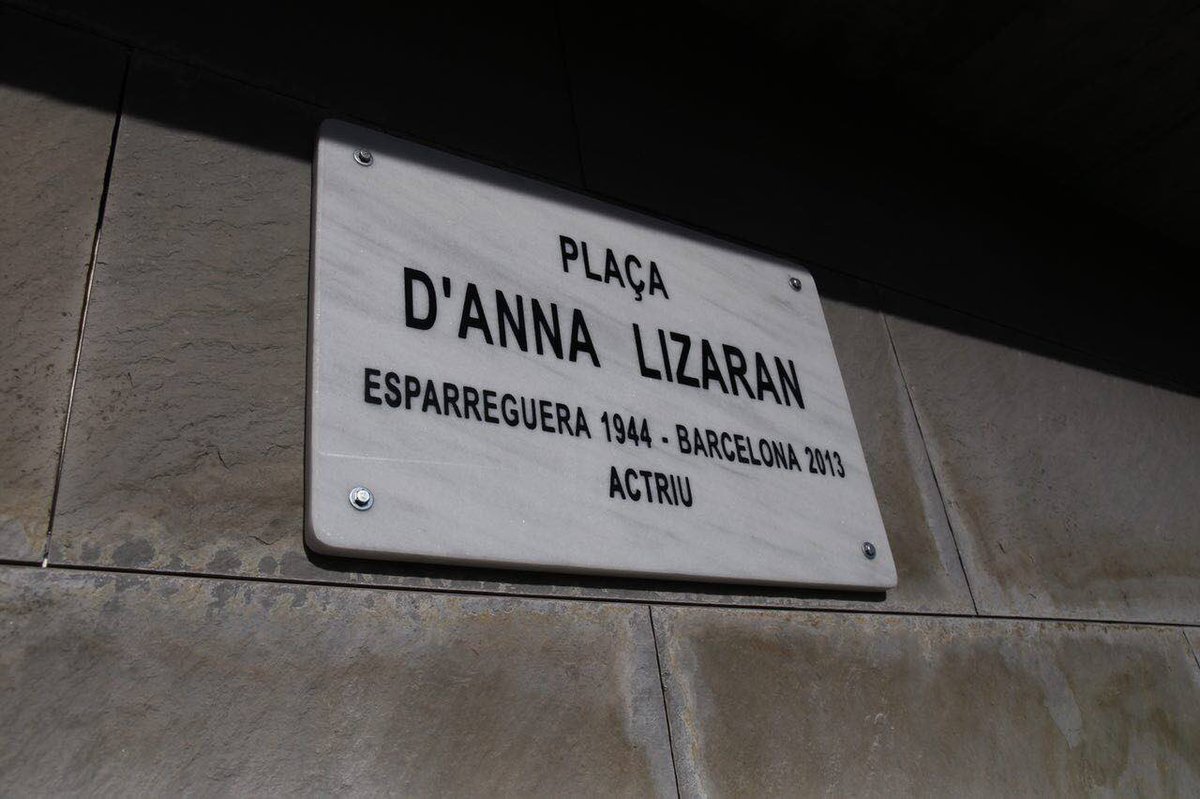 PLAÇA
D'ANNA LIZARAN
ESPARREGUERA 1944 - BARCELONA 2013
ACTRIU